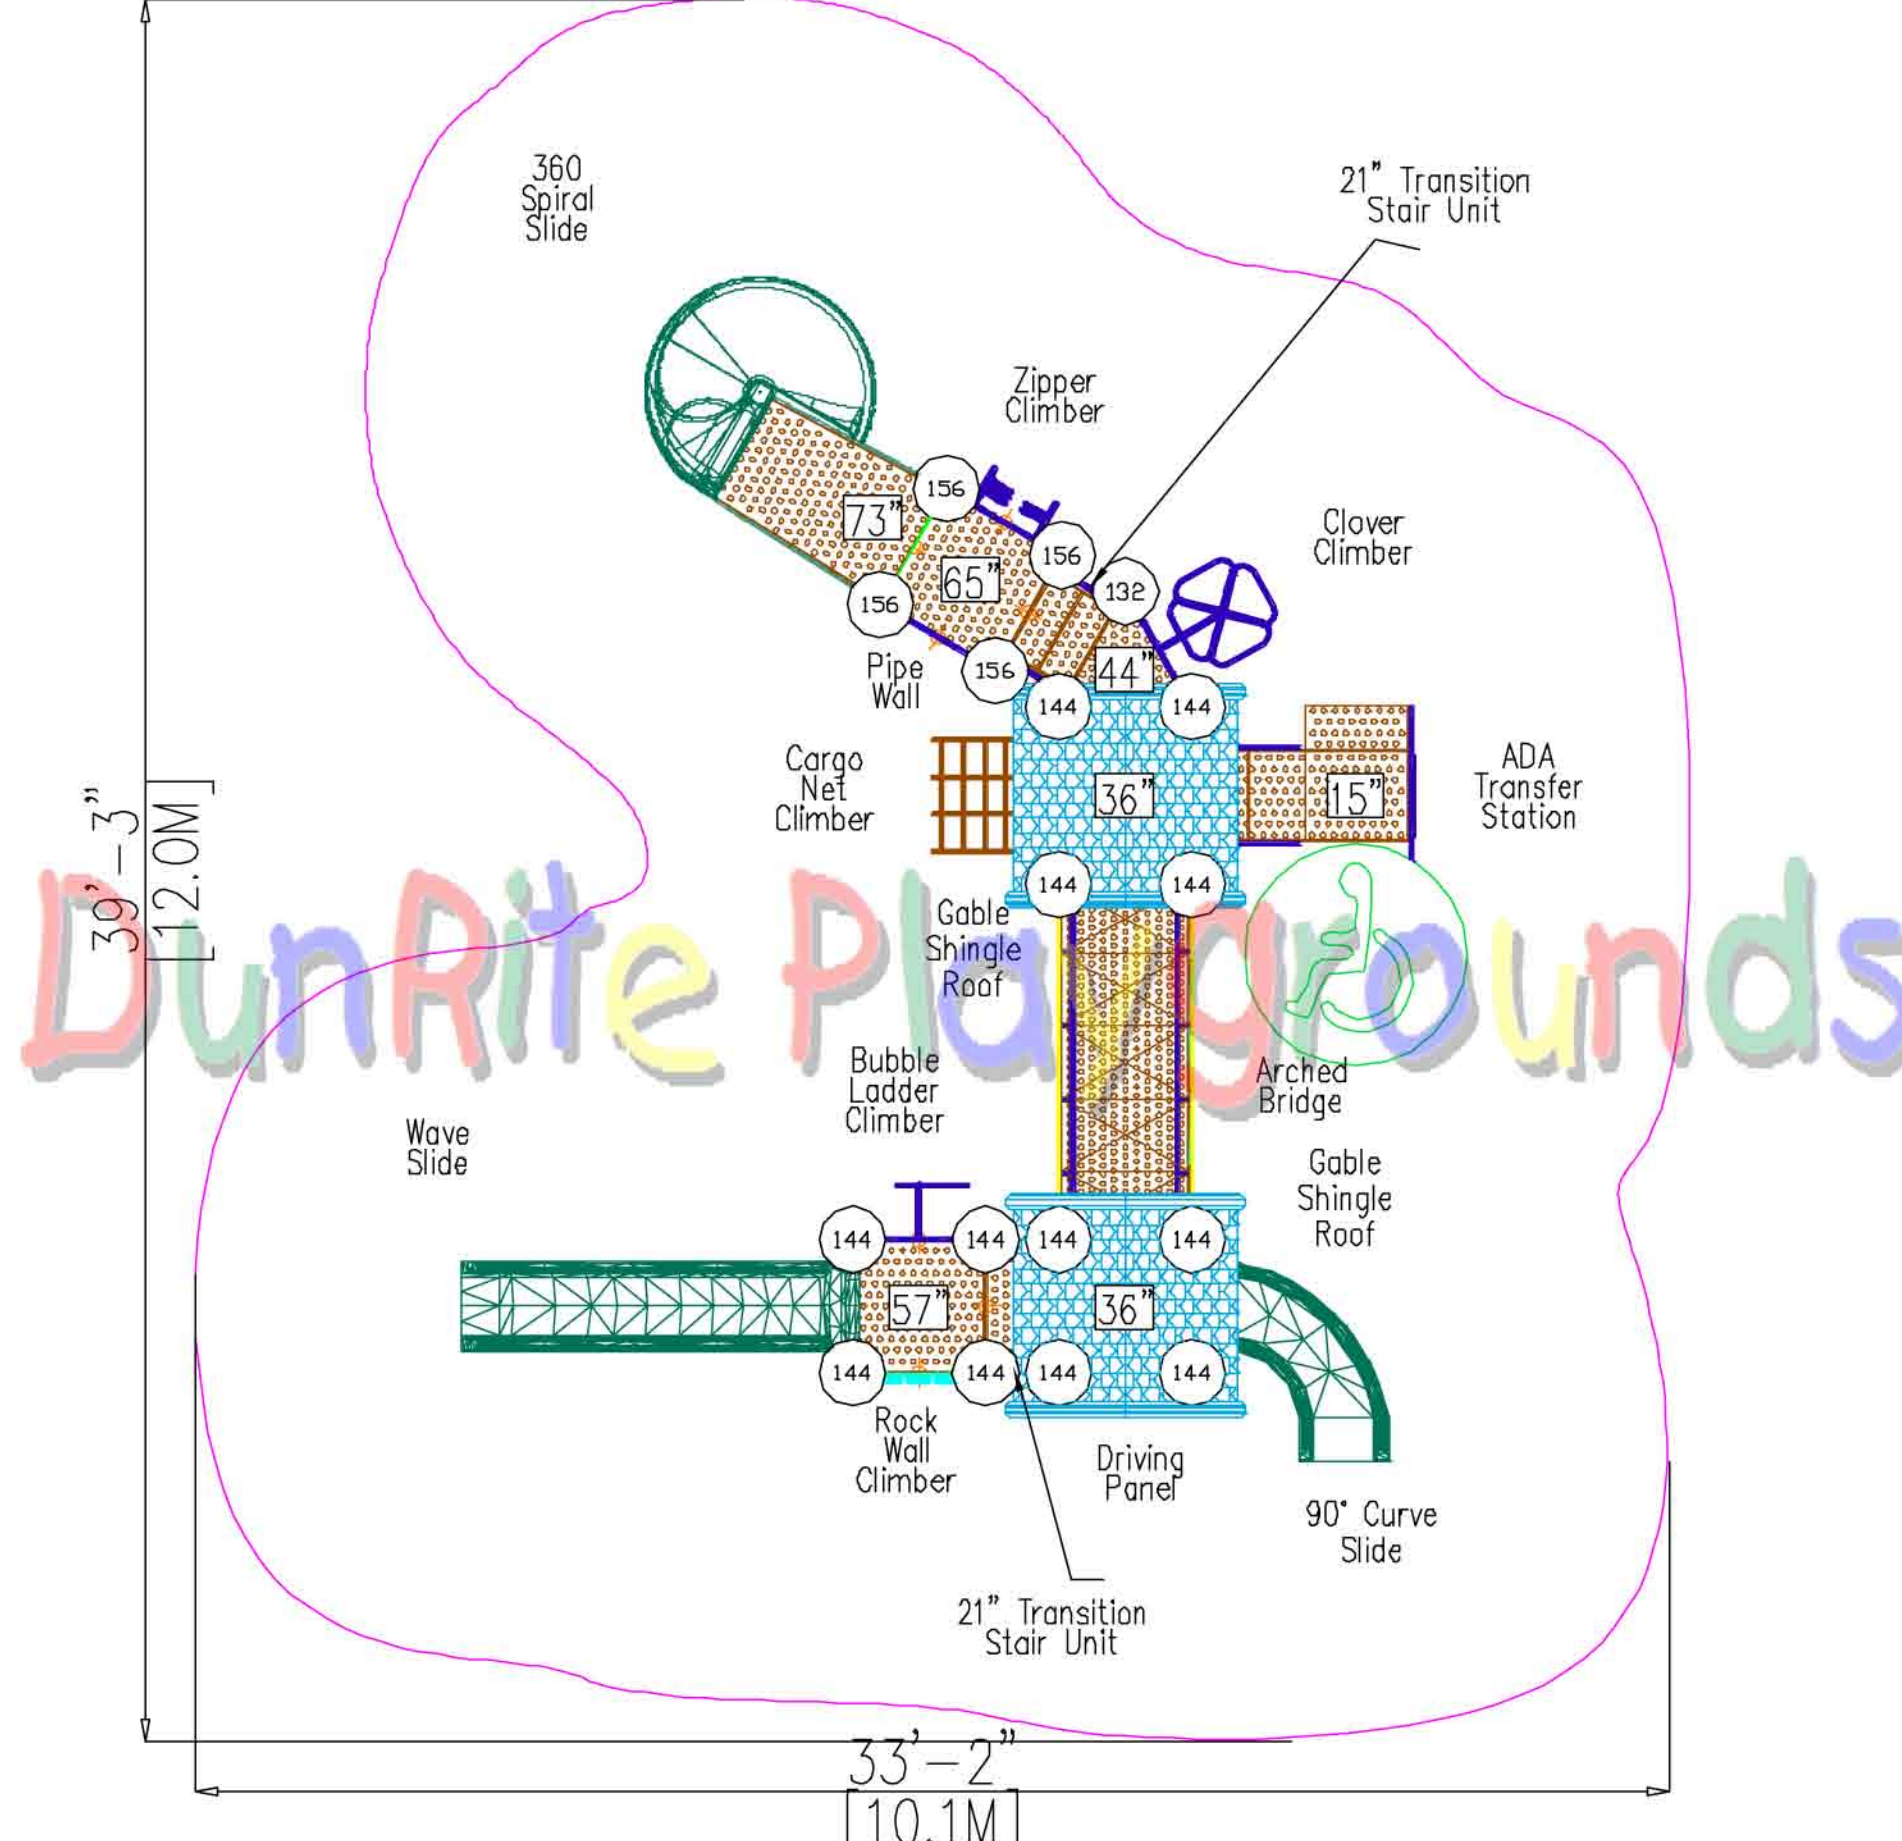 360
Spiral
Slide
21" Transition
Stair Unit
Zipper
Climber
Clover
Climber
156
73"
156
65"
132
156
156
44"
Pipe
Wall
144
144
Cargo
Net
Climber
36"
15"
ADA
Transfer
Station
39'-3"
12.0M
144
144
DunRite Playgrounds
Gable
Shingle
Roof
Bubble
Ladder
Climber
Arched
Bridge
Wave
Slide
Gable
Shingle
Roof
144
144
144
144
57"
36"
144
144
144
144
Rock
Wall
Climber
Driving
Panel
90° Curve
Slide
21" Transition
Stair Unit
33'-2"
10.1M